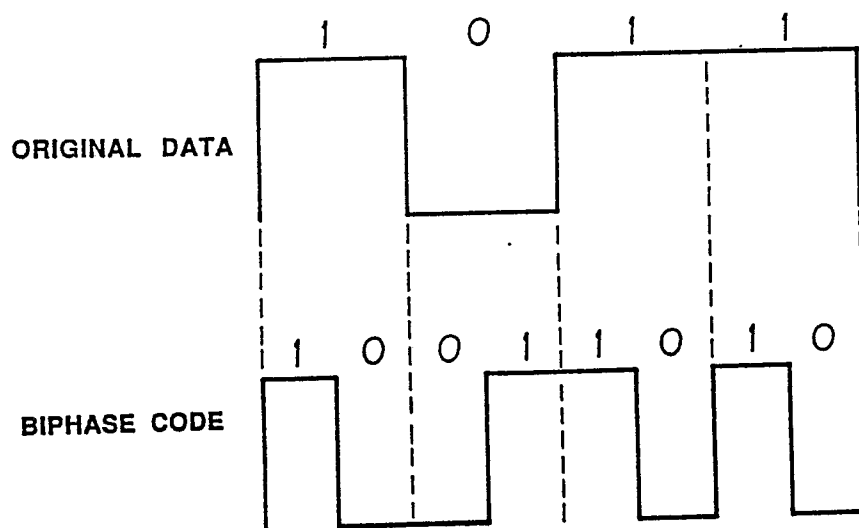 1 0 1 1
ORIGINAL DATA
1 0 0 1 1 0 1 0
BIPHASE CODE